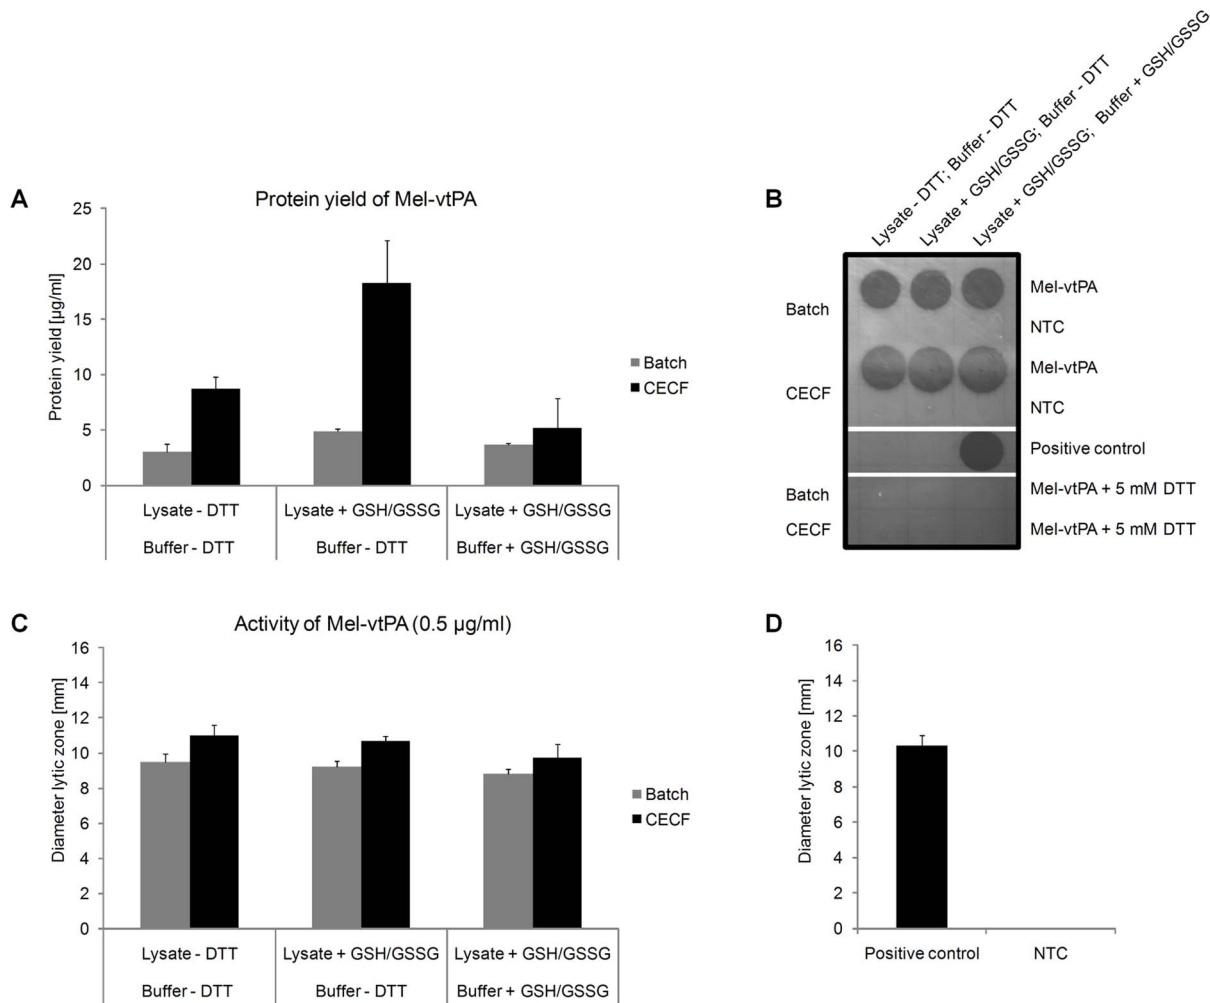 A
Protein yield of Mel-vtPA
Protein yield [µg/ml]
25
20
15
10
5
0
Batch
CECF
Lysate - DTT
Lysate + GSH/GSSG
Lysate + GSH/GSSG
Buffer - DTT
Buffer - DTT
Buffer + GSH/GSSG
B
Lysate - DTT; Buffer - DTT
Lysate + GSH/GSSG; Buffer - DTT
Lysate + GSH/GSSG; Buffer + GSH/GSSG
Batch
Mel-vtPA
NTC
CECF
Mel-vtPA
NTC
Positive control
Batch
Mel-vtPA + 5 mM DTT
CECF
Mel-vtPA + 5 mM DTT
C
Activity of Mel-vtPA (0.5 µg/ml)
Diameter lytic zone [mm]
16
14
12
10
8
6
4
2
0
Batch
CECF
Lysate - DTT
Lysate + GSH/GSSG
Lysate + GSH/GSSG
Buffer - DTT
Buffer - DTT
Buffer + GSH/GSSG
D
Diameter lytic zone [mm]
16
14
12
10
8
6
4
2
0
Positive control
NTC